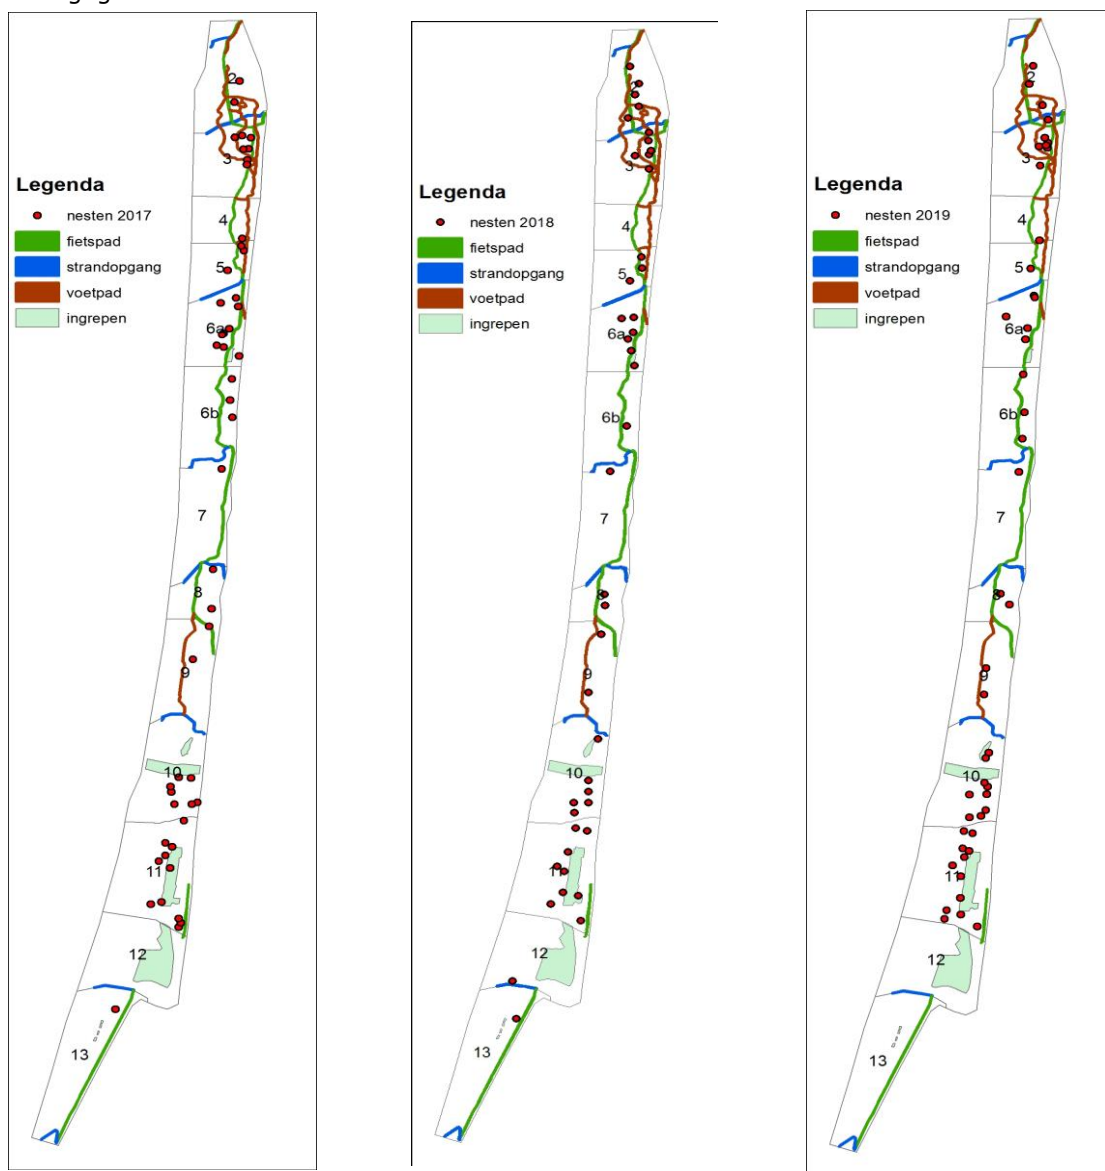 Legenda
nesten 2017
fietspad
strandopgang
voetpad
ingrepen
2
3
4
5
6a
6b
7
8
9
10
11
12
13
Legenda
nesten 2018
fietspad
strandopgang
voetpad
ingrepen
2
3
4
5
6a
6b
7
8
9
10
11
12
13
Legenda
nesten 2019
fietspad
strandopgang
voetpad
ingrepen
2
3
4
5
6a
6b
7
8
9
10
11
12
13